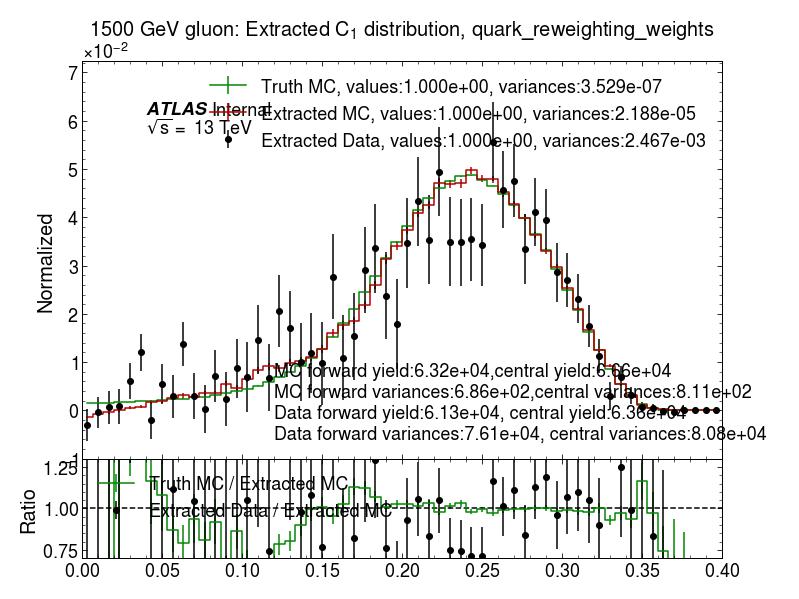 1500 GeV gluon: Extracted C₁ distribution, quark_reweighting_weights
×10⁻²
Truth MC, values:1.000e+00, variances:3.529e-07
ATLAS Internal
Extracted MC, values:1.000e+00, variances:2.188e-05
√s = 13 TeV
Extracted Data, values:1.000e+00, variances:2.467e-03
7
6
5
4
3
2
1
0
Normalized
MC forward yield:6.32e+04,central yield:6.66e+04
MC forward variances:6.86e+02,central variances:8.11e+02
Data forward yield:6.13e+04, central yield:6.36e+04
Data forward variances:7.61e+04, central variances:8.08e+04
1.25
1.00
0.75
Ratio
Truth MC / Extracted MC
Extracted Data / Extracted MC
0.00 0.05 0.10 0.15 0.20 0.25 0.30 0.35 0.40